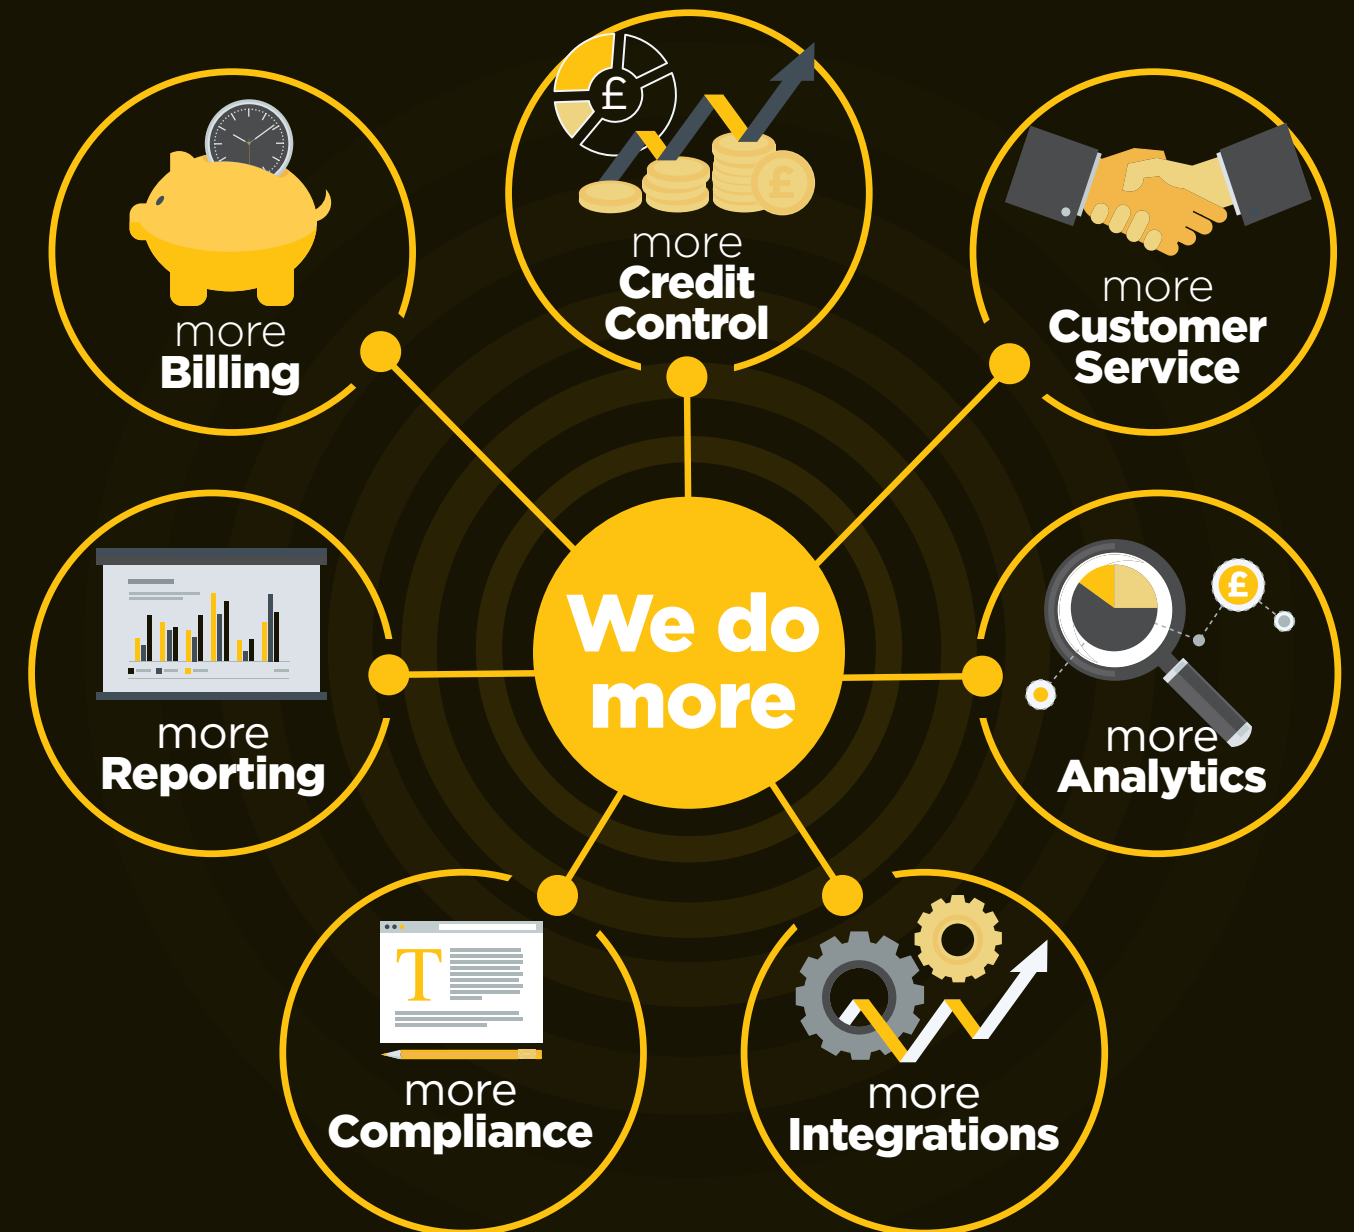 £
more
Credit
Control
£
more
Billing
more
Customer
Service
We do
more
more
Reporting
£
more
Analytics
T
more
Compliance
more
Integrations